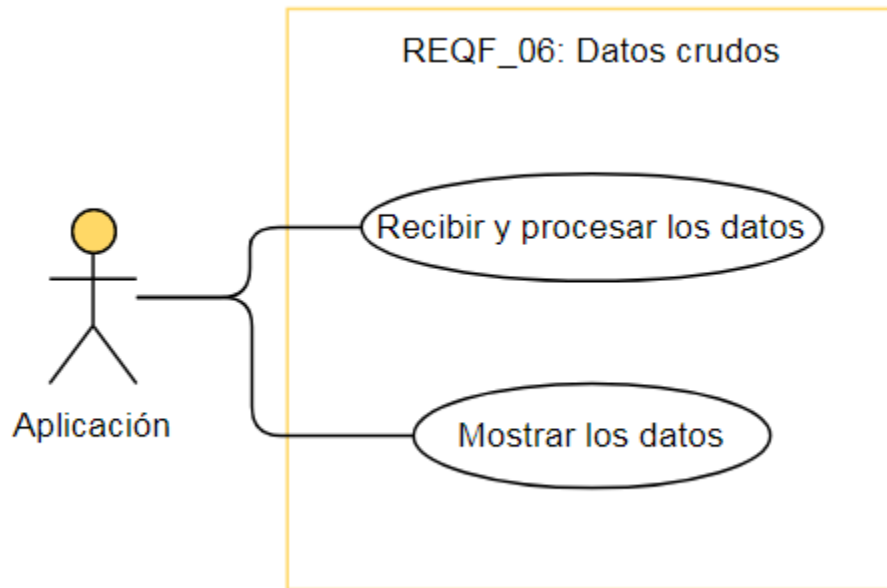 REQF_06: Datos crudos
Recibir y procesar los datos
Aplicación
Mostrar los datos